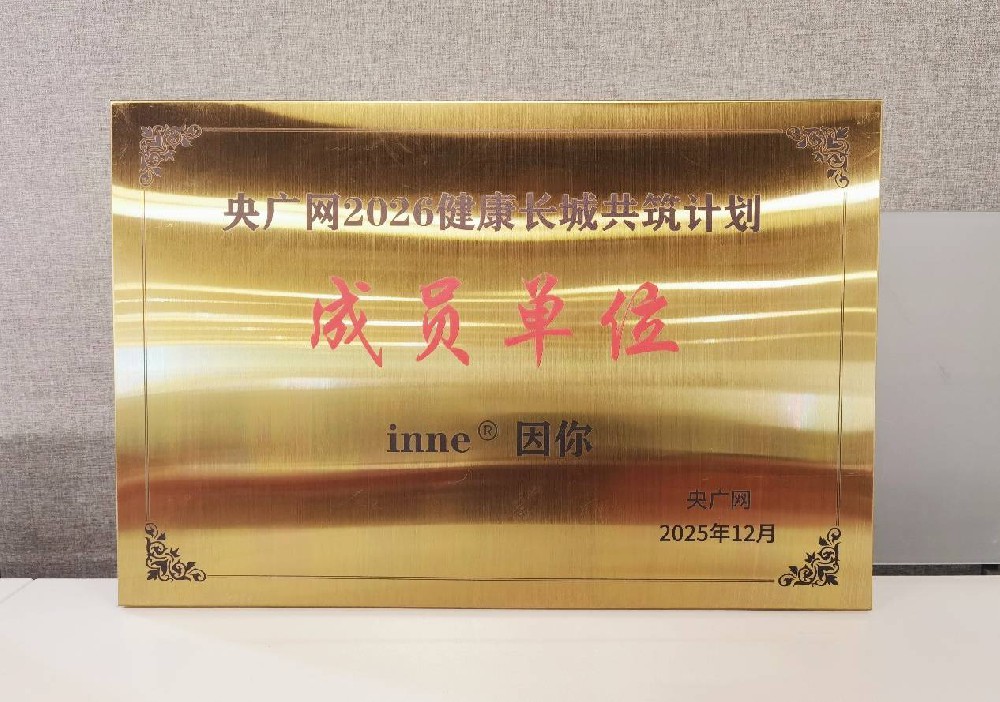 央广网2026健康长城共筑计划
成员单位
inne® 因你
央广网
2025年12月